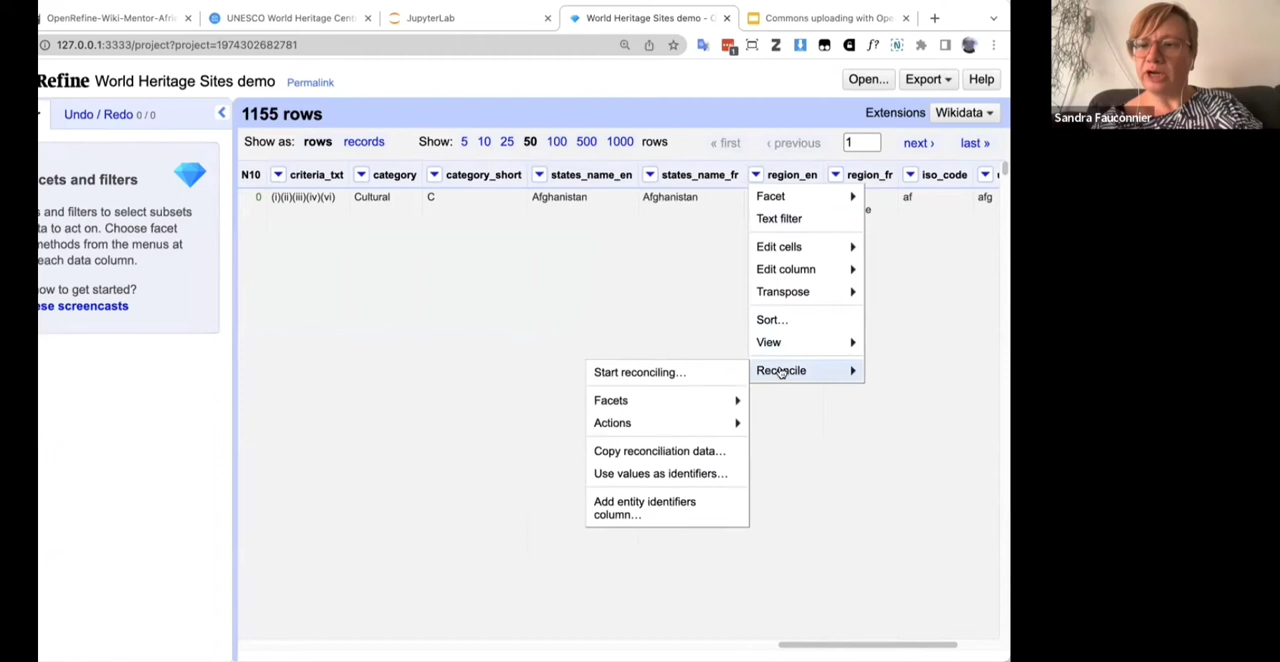 OpenRefine-Wiki-Mentor-Afri
UNESCO World Heritage Cent
JupyterLab
World Heritage Sites demo - O
Commons uploading with Ope
127.0.0.1:3333/project?project=1974302682781
Refine World Heritage Sites demo Permalink
Open... Export Help
Undo / Redo 0 / 0
1155 rows
Extensions Wikidata
Show as: rows records Show: 5 10 25 50 100 500 1000 rows « first ‹ previous 1 next › last »
N10 criteria_txt category category_short states_name_en states_name_fr region_en region_fr iso_code
0 (i)(ii)(iii)(iv)(vi) Cultural C Afghanistan Afghanistan af afg
e
cets and filters
s and filters to select subsets
ta to act on. Choose facet
methods from the menus at
each data column.
ow to get started?
ese screencasts
Facet
Text filter
Edit cells
Edit column
Transpose
Sort...
View
Reconcile
Start reconciling...
Facets
Actions
Copy reconciliation data...
Use values as identifiers...
Add entity identifiers
column...
Sandra Fauconnier